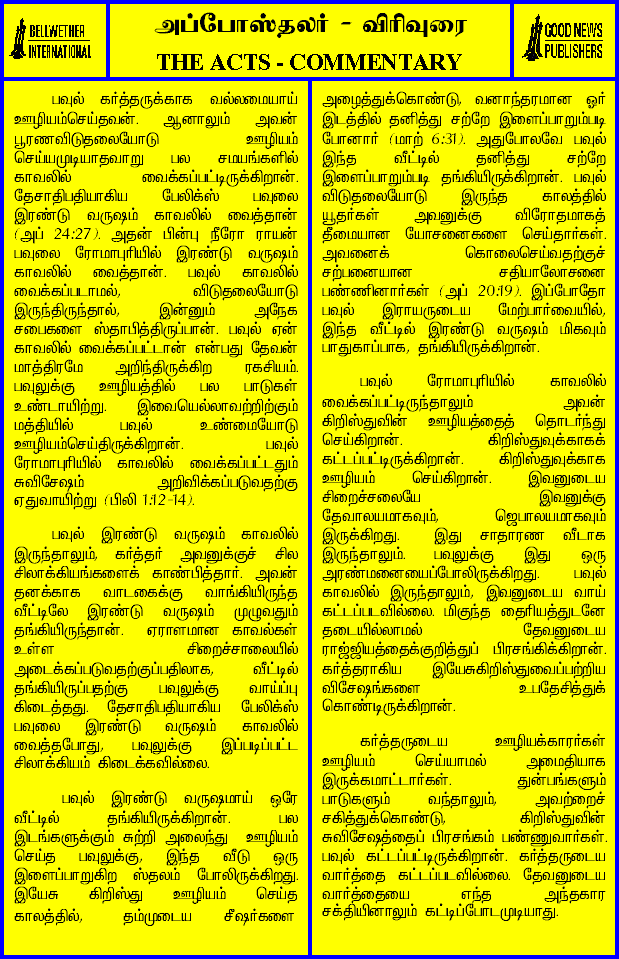 BELLWETHER
INTERNATIONAL
அப்போஸ்தலர் - விரிவுரை
THE ACTS - COMMENTARY
GOOD NEWS
PUBLISHERS
பவுல் கர்த்தருக்காக வல்லமையாய்
ஊழியம்செய்தவன். ஆனாலும் அவன்
பூரணவிடுதலையோடு ஊழியம்
செய்யமுடியாதவாறு பல சமயங்களில்
காவலில் வைக்கப்பட்டிருக்கிறான்.
தேசாதிபதியாகிய பேலிக்ஸ் பவுலை
இரண்டு வருஷம் காவலில் வைத்தான்
(அப் 24:27). அதன் பின்பு நீரோ ராயன்
பவுலை ரோமாபுரியில் இரண்டு வருஷம்
காவலில் வைத்தான். பவுல் காவலில்
வைக்கப்படாமல், விடுதலையோடு
இருந்திருந்தால், இன்னும் அநேக
சபைகளை ஸ்தாபித்திருப்பான். பவுல் ஏன்
காவலில் வைக்கப்பட்டான் என்பது தேவன்
மாத்திரமே அறிந்திருக்கிற ரகசியம்.
பவுலுக்கு ஊழியத்தில் பல பாடுகள்
உண்டாயிற்று. இவையெல்லாவற்றிற்கும்
மத்தியில் பவுல் உண்மையோடு
ஊழியம்செய்திருக்கிறான். பவுல்
ரோமாபுரியில் காவலில் வைக்கப்பட்டதும்
சுவிசேஷம் அறிவிக்கப்படுவதற்கு
ஏதுவாயிற்று (பிலி 1:12-14).
பவுல் இரண்டு வருஷம் காவலில்
இருந்தாலும், கர்த்தர் அவனுக்குச் சில
சிலாக்கியங்களைக் காண்பித்தார். அவன்
தனக்காக வாடகைக்கு வாங்கியிருந்த
வீட்டிலே இரண்டு வருஷம் முழுவதும்
தங்கியிருந்தான். ஏராளமான காவல்கள்
உள்ள சிறைச்சாலையில்
அடைக்கப்படுவதற்குப்பதிலாக, வீட்டில்
தங்கியிருப்பதற்கு பவுலுக்கு வாய்ப்பு
கிடைத்தது. தேசாதிபதியாகிய பேலிக்ஸ்
பவுலை இரண்டு வருஷம் காவலில்
வைத்தபோது, பவுலுக்கு இப்படிப்பட்ட
சிலாக்கியம் கிடைக்கவில்லை.
பவுல் இரண்டு வருஷமாய் ஒரே
வீட்டில் தங்கியிருக்கிறான். பல
இடங்களுக்கும் சுற்றி அலைந்து ஊழியம்
செய்த பவுலுக்கு, இந்த வீடு ஒரு
இளைப்பாறுகிற ஸ்தலம் போலிருக்கிறது.
இயேசு கிறிஸ்து ஊழியம் செய்த
காலத்தில், தம்முடைய சீஷர்களை
அழைத்துக்கொண்டு, வனாந்தரமான ஓர்
இடத்தில் தனித்து சற்றே இளைப்பாறும்படி
போனார் (மாற் 6:31). அதுபோலவே பவுல்
இந்த வீட்டில் தனித்து சற்றே
இளைப்பாறும்படி தங்கியிருக்கிறான். பவுல்
விடுதலையோடு இருந்த காலத்தில்
யூதர்கள் அவனுக்கு விரோதமாகத்
தீமையான யோசனைகளை செய்தார்கள்.
அவனைக் கொலைசெய்வதற்குச்
சற்பனையான சதியாலோசனை
பண்ணினார்கள் (அப் 20:19). இப்போதோ
பவுல் இராயருடைய மேற்பார்வையில்,
இந்த வீட்டில் இரண்டு வருஷம் மிகவும்
பாதுகாப்பாக, தங்கியிருக்கிறான்.
பவுல் ரோமாபுரியில் காவலில்
வைக்கப்பட்டிருந்தாலும் அவன்
கிறிஸ்துவின் ஊழியத்தைத் தொடர்ந்து
செய்கிறான். கிறிஸ்துவுக்காகக்
கட்டப்பட்டிருக்கிறான். கிறிஸ்துவுக்காக
ஊழியம் செய்கிறான். இவனுடைய
சிறைச்சாலையே இவனுக்கு
தேவாலயமாகவும், ஜெபாலயமாகவும்
இருக்கிறது. இது சாதாரண வீடாக
இருந்தாலும். பவுலுக்கு இது ஒரு
அரண்மனையைப்போலிருக்கிறது. பவுல்
காவலில் இருந்தாலும், இவனுடைய வாய்
கட்டப்படவில்லை. மிகுந்த தைரியத்துடனே
தடையில்லாமல் தேவனுடைய
ராஜ்ஜியத்தைக்குறித்துப் பிரசங்கிக்கிறான்.
கர்த்தராகிய இயேசுகிறிஸ்துவைப்பற்றிய
விசேஷங்களை உபதேசித்துக்
கொண்டிருக்கிறான்.
கர்த்தருடைய ஊழியக்காரர்கள்
ஊழியம் செய்யாமல் அமைதியாக
இருக்கமாட்டார்கள். துன்பங்களும்
பாடுகளும் வந்தாலும், அவற்றைச்
சகித்துக்கொண்டு, கிறிஸ்துவின்
சுவிசேஷத்தைப் பிரசங்கம் பண்ணுவார்கள்.
பவுல் கட்டப்பட்டிருக்கிறான். கர்த்தருடைய
வார்த்தை கட்டப்படவில்லை. தேவனுடைய
வார்த்தையை எந்த அந்தகார
சக்தியினாலும் கட்டிப்போடமுடியாது.